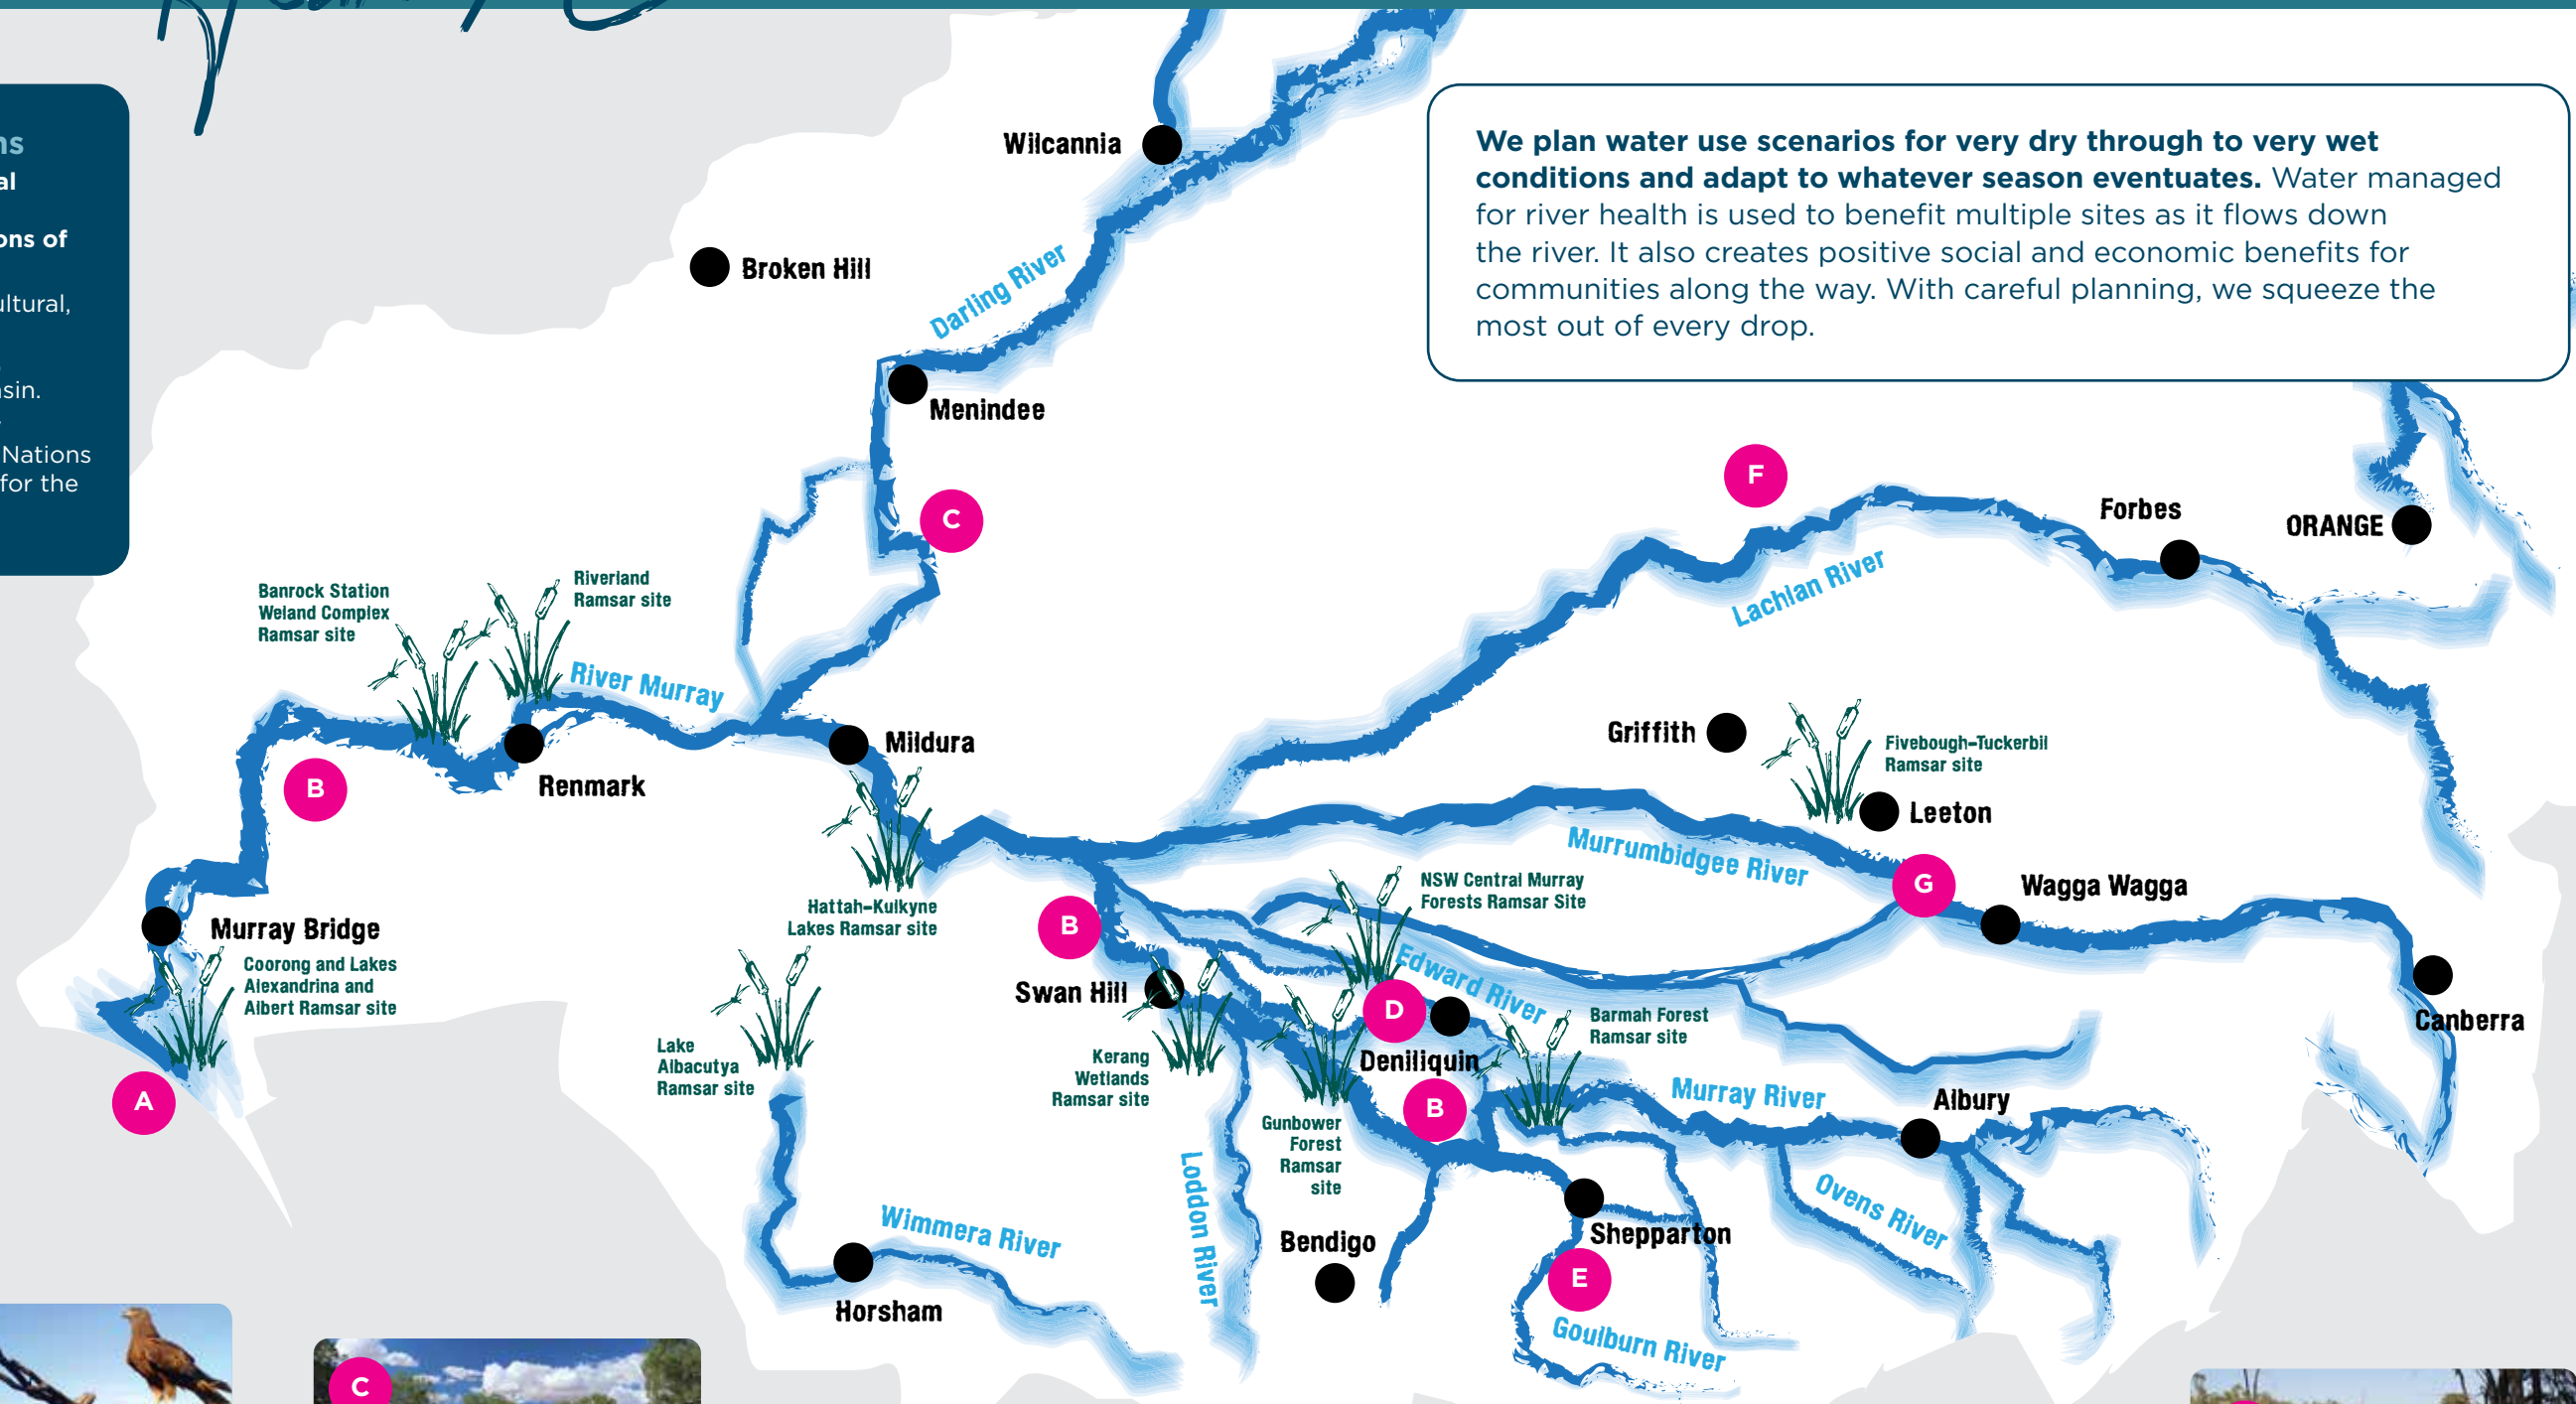 ns
al
ons of
ultural,
sin.
Nations
for the
We plan water use scenarios for very dry through to very wet
conditions and adapt to whatever season eventuates. Water managed
for river health is used to benefit multiple sites as it flows down
the river. It also creates positive social and economic benefits for
communities along the way. With careful planning, we squeeze the
most out of every drop.
Wilcannia
Broken Hill
Darling River
Menindee
C
F
Forbes
ORANGE
Lachlan River
Banrock Station
Weland Complex
Ramsar site
Riverland
Ramsar site
River Murray
Mildura
Renmark
B
Griffith
Fivebough-Tuckerbil
Ramsar site
Leeton
Murrumbidgee River
G
Wagga Wagga
Hattah-Kulkyne
Lakes Ramsar site
NSW Central Murray
Forests Ramsar Site
Murray Bridge
Coorong and Lakes
Alexandrina and
Albert Ramsar site
A
B
Swan Hill
Edward River
D
Deniliquin
Barmah Forest
Ramsar site
Canberra
Lake
Albacutya
Ramsar site
Kerang
Wetlands
Ramsar site
B
Murray River
Albury
Gunbower
Forest
Ramsar
site
Loddon River
Ovens River
Wimmera River
Bendigo
Shepparton
E
Horsham
Goulburn River
C